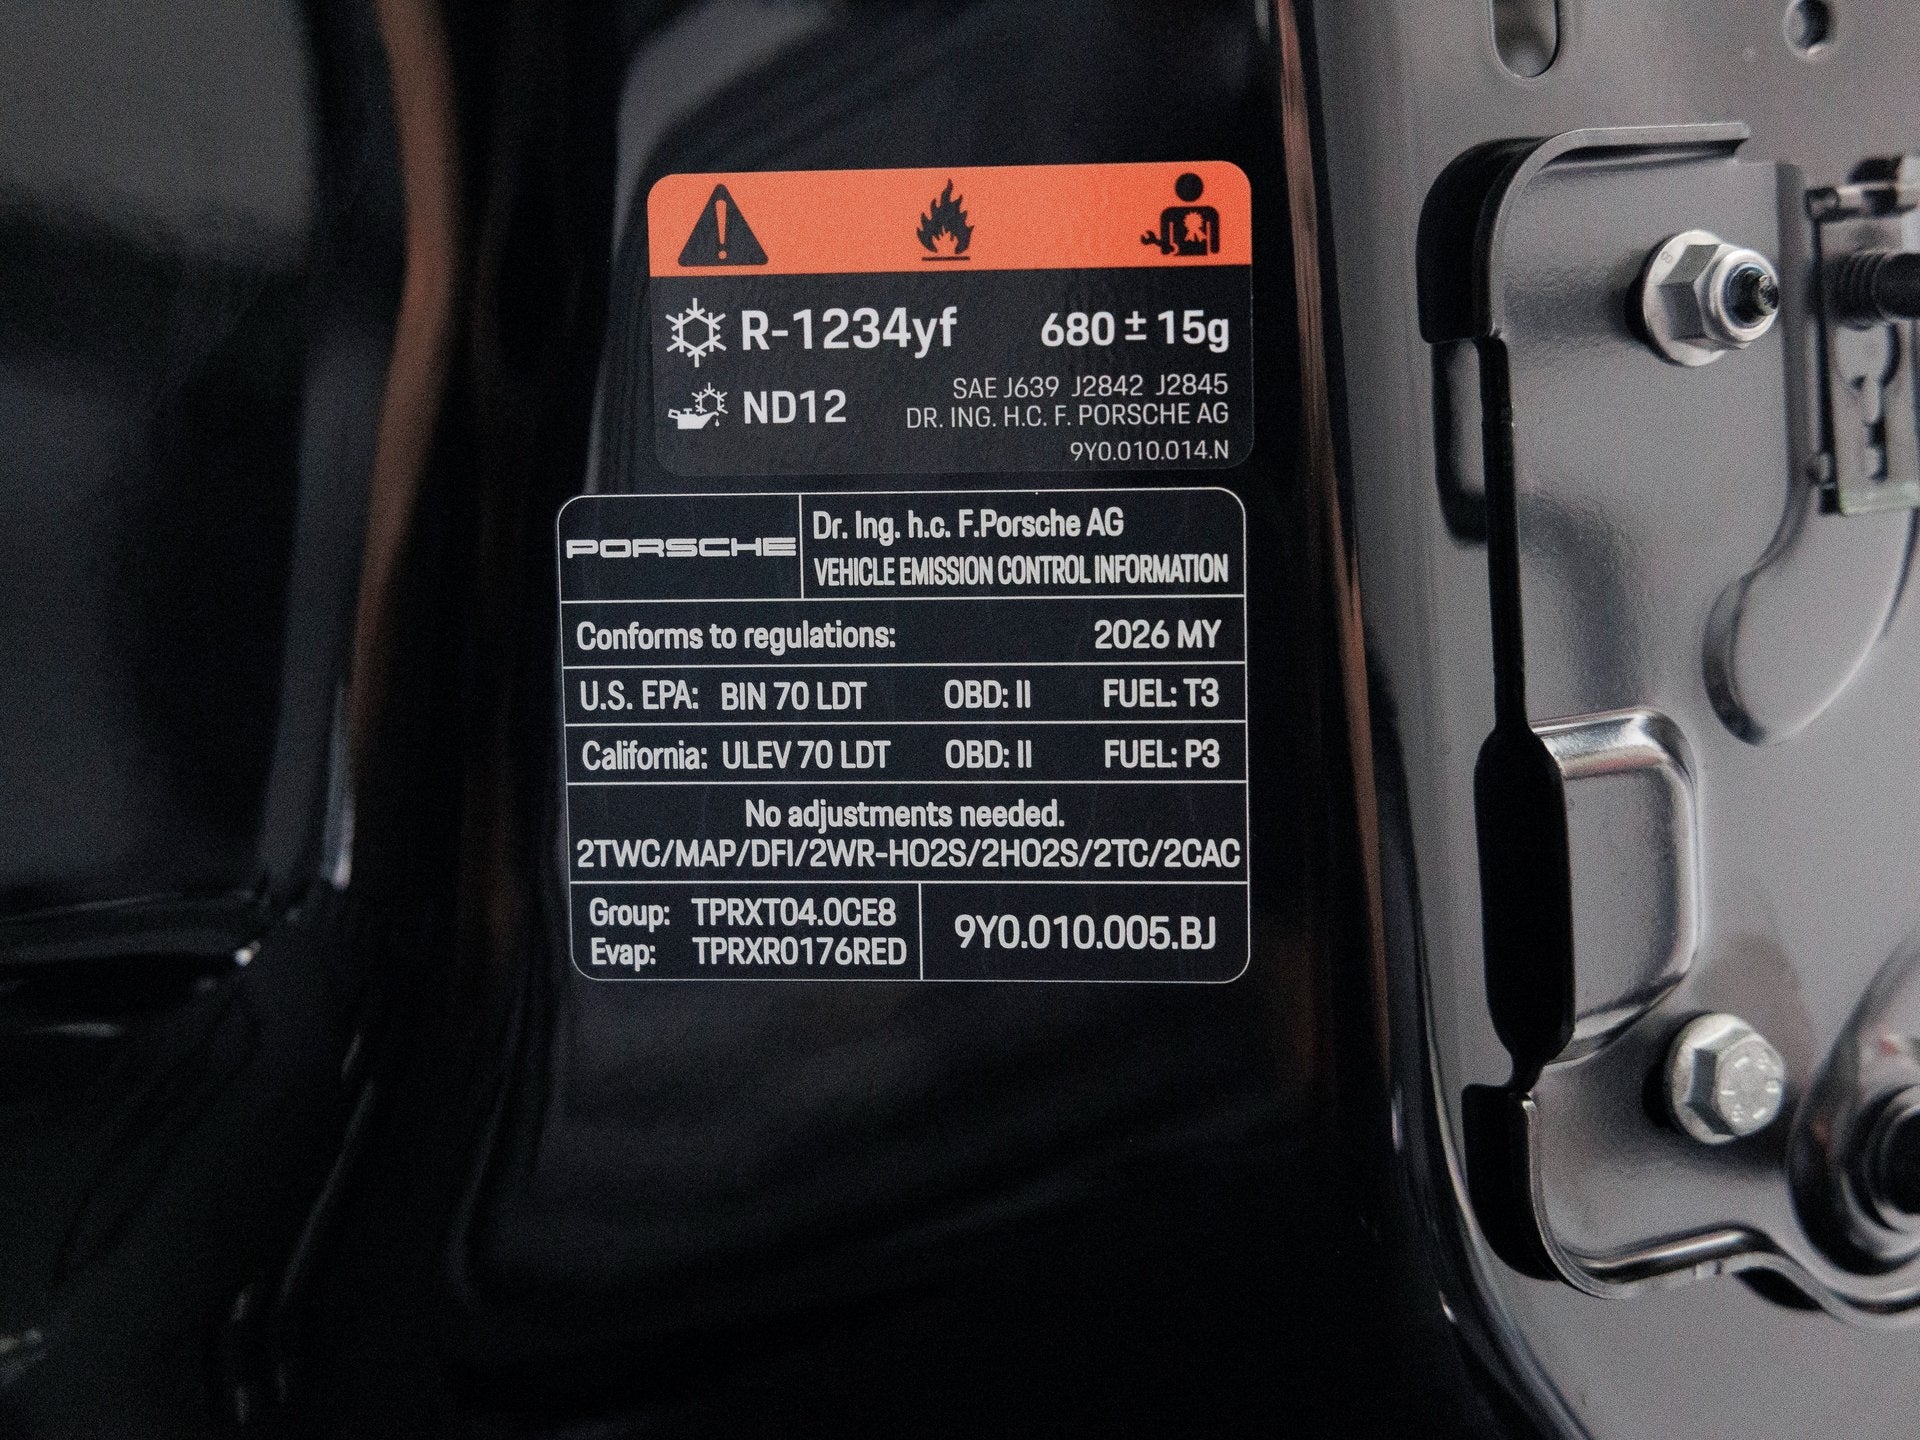 R-1234yf 680 ± 15g
ND12
SAE J639 J2842 J2845
DR. ING. H.C. F. PORSCHE AG
9Y0.010.014.N
PORSCHE
Dr. Ing. h.c. F.Porsche AG
VEHICLE EMISSION CONTROL INFORMATION
Conforms to regulations: 2026 MY
U.S. EPA: BIN 70 LDT OBD: II FUEL: T3
California: ULEV 70 LDT OBD: II FUEL: P3
No adjustments needed.
2TWC/MAP/DFI/2WR-HO2S/2HO2S/2TC/2CAC
Group: TPRXT04.0CE8
Evap: TPRXR0176RED
9Y0.010.005.BJ
8